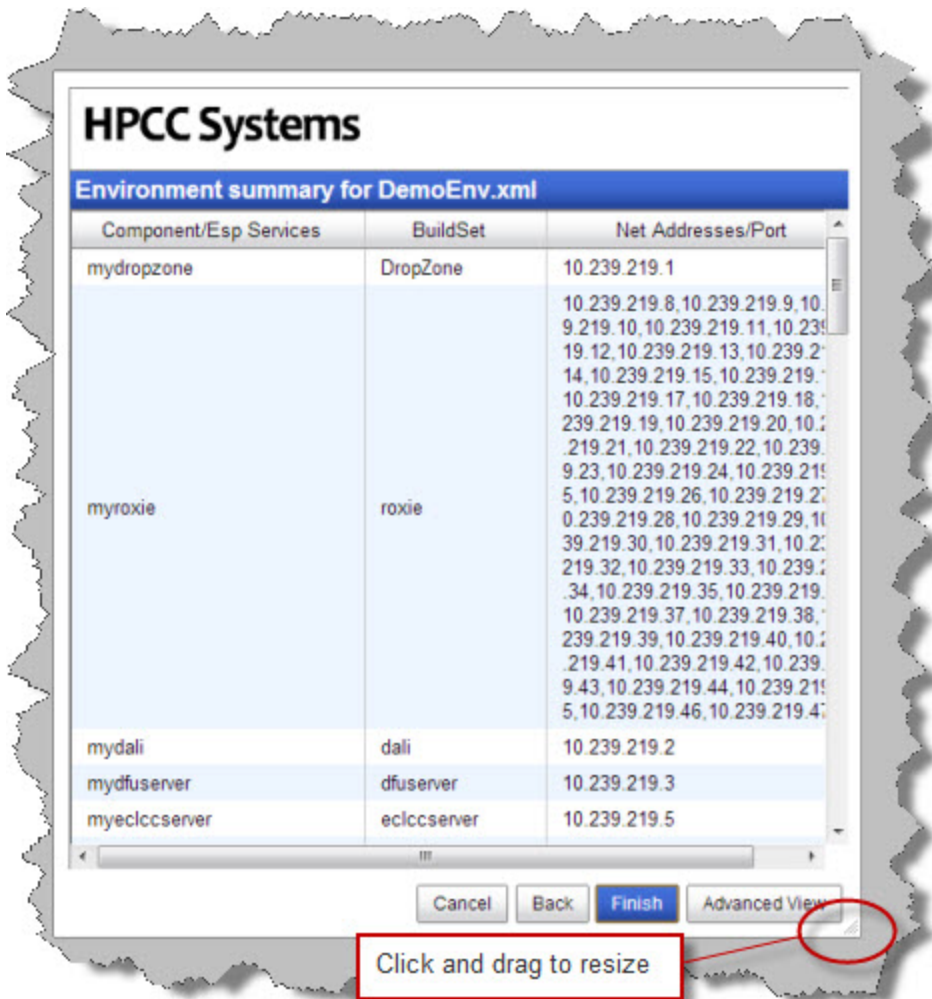 HPCC Systems
Environment summary for DemoEnv.xml
Component/Esp Services BuildSet Net Addresses/Port
mydropzone DropZone 10.239.219.1
10.239.219.8,10.239.219.9,10.
9.219.10,10.239.219.11,10.239
19.12,10.239.219.13,10.239.2
14,10.239.219.15,10.239.219.
10.239.219.17,10.239.219.18,
239.219.19,10.239.219.20,10.2
.219.21,10.239.219.22,10.239.
9.23,10.239.219.24,10.239.219
5,10.239.219.26,10.239.219.27
myroxie roxie 0.239.219.28,10.239.219.29,10
39.219.30,10.239.219.31,10.23
219.32,10.239.219.33,10.239.2
.34,10.239.219.35,10.239.219.
10.239.219.37,10.239.219.38,
239.219.39,10.239.219.40,10.2
.219.41,10.239.219.42,10.239.
9.43,10.239.219.44,10.239.219
5,10.239.219.46,10.239.219.47
mydali dali 10.239.219.2
mydfuserver dfuserver 10.239.219.3
myeclccserver eclccserver 10.239.219.5
Cancel Back Finish Advanced View
Click and drag to resize